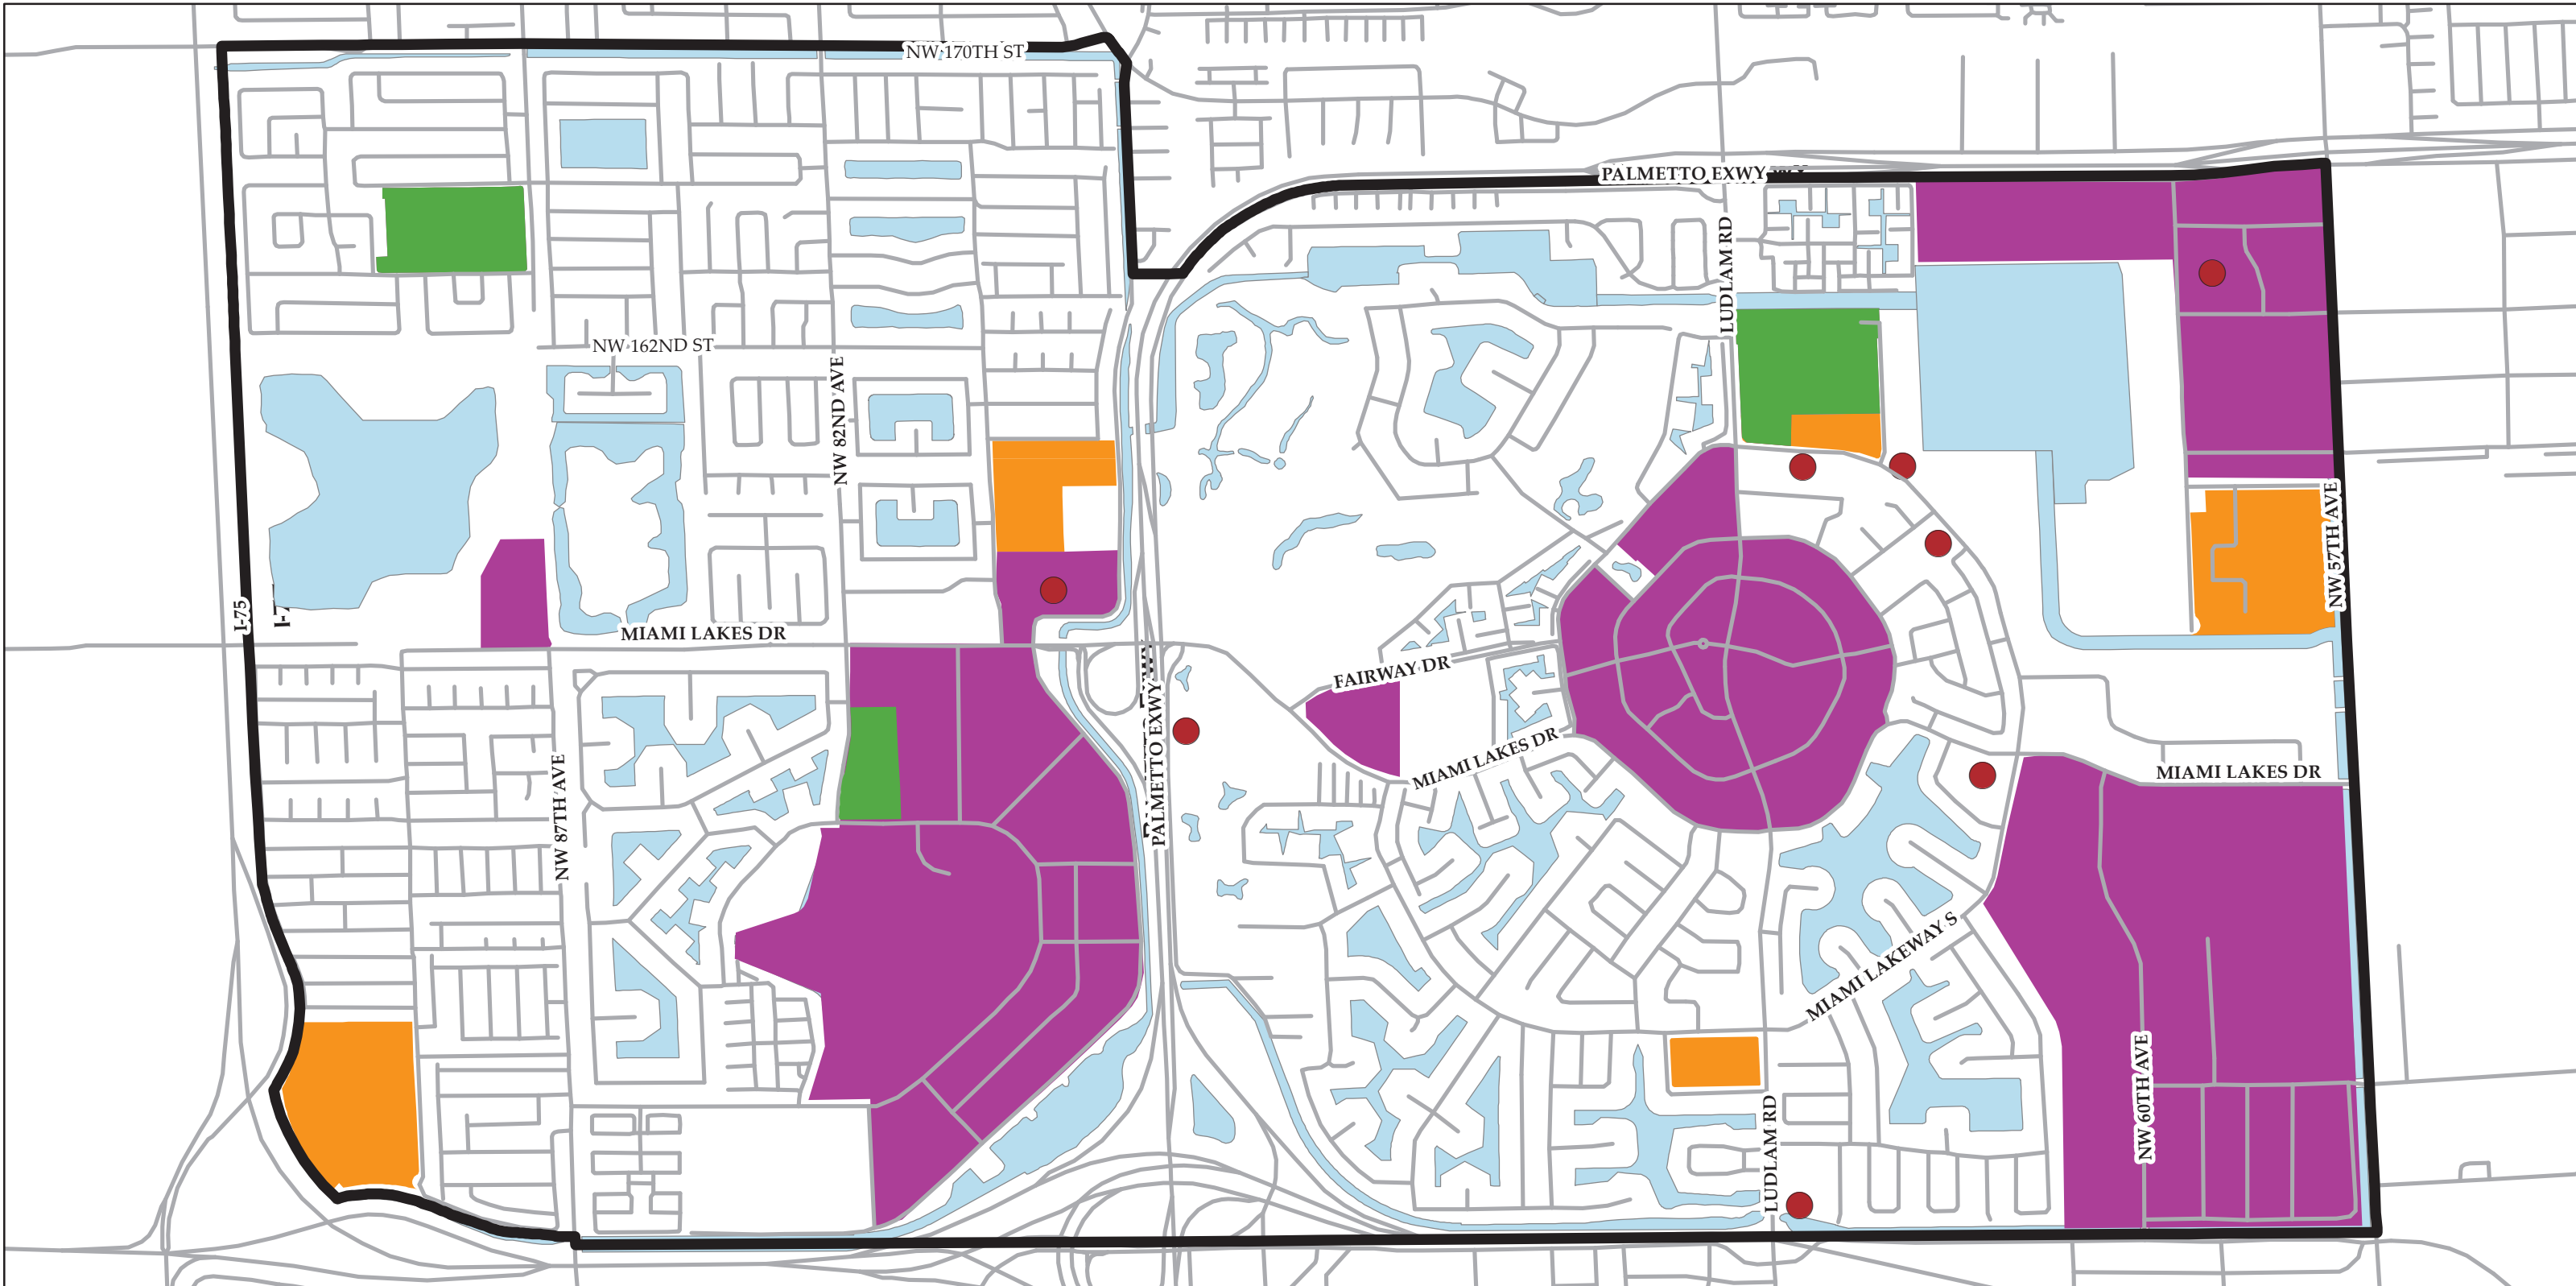 NW 170TH ST
PALMETTO EXWY
LUDLAM RD
NW 162ND ST
NW 82ND AVE
NW 57TH AVE
I-75
MIAMI LAKES DR
FAIRWAY DR
PALMETTO EXWY
MIAMI LAKES DR
MIAMI LAKES DR
NW 87TH AVE
MIAMI LAKEWAY S
NW 60TH AVE
LUDLAM RD